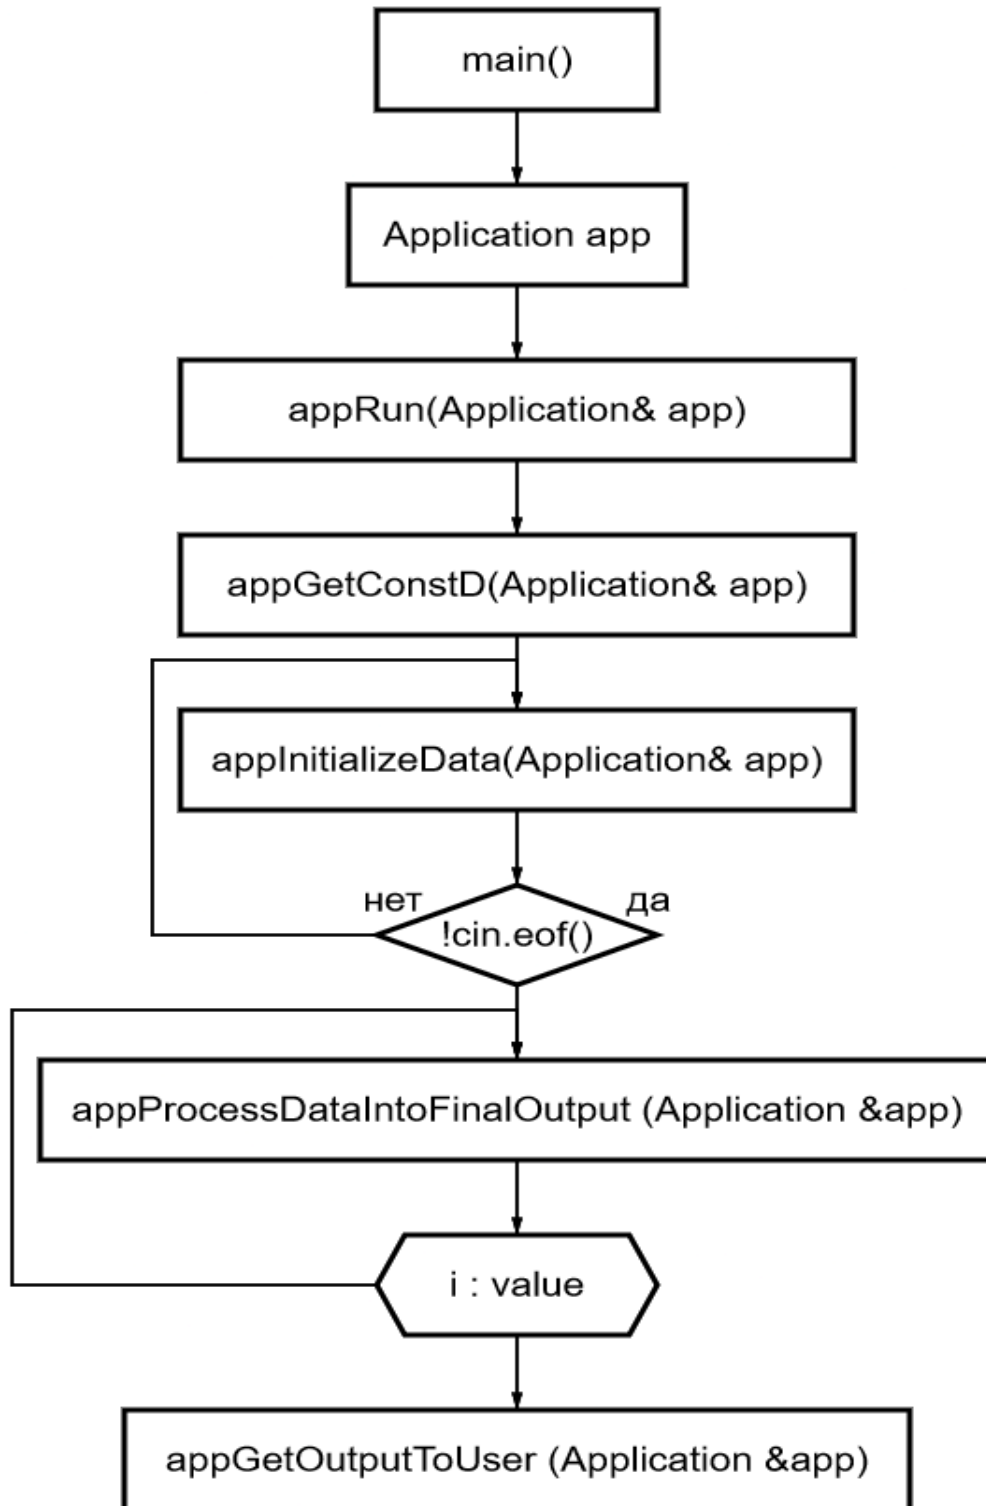 main()
Application app
appRun(Application& app)
appGetConstD(Application& app)
appInitializeData(Application& app)
нет
да
!cin.eof()
appProcessDataIntoFinalOutput (Application &app)
i : value
appGetOutputToUser (Application &app)